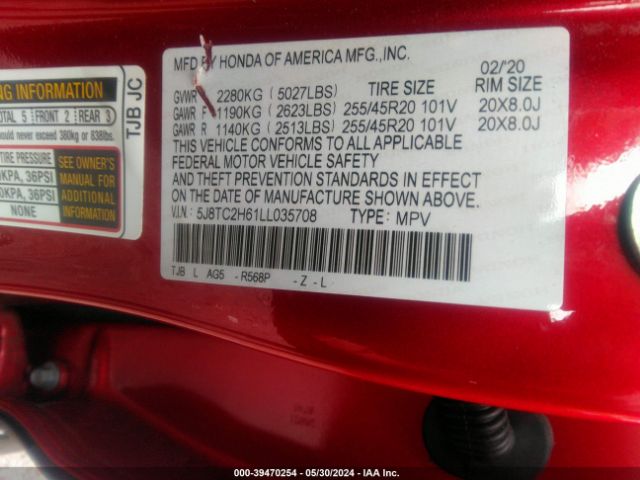 NG INFORMATION
OTAL 5 FRONT 2 REAR 3
should never exceed 380kg or 838lbs.
TIRE PRESSURE
0KPA, 36PSI
0KPA, 36PSI
NONE
SEE OWNER'S
MANUAL FOR
ADDITIONAL
INFORMATION
TJB JC
MFD BY HONDA OF AMERICA MFG.,INC.
02/'20
GVWR 2280KG ( 5027LBS) TIRE SIZE RIM SIZE
GAWR F 1190KG ( 2623LBS) 255/45R20 101V 20X8.0J
GAWR R 1140KG ( 2513LBS) 255/45R20 101V 20X8.0J
THIS VEHICLE CONFORMS TO ALL APPLICABLE
FEDERAL MOTOR VEHICLE SAFETY
AND THEFT PREVENTION STANDARDS IN EFFECT
ON THE DATE OF MANUFACTURE SHOWN ABOVE.
V.I.N: 5J8TC2H61LL035708 TYPE: MPV
TJB L AG5 -R568P -Z-L
000-39470254 - 05/30/2024 - IAA Inc.